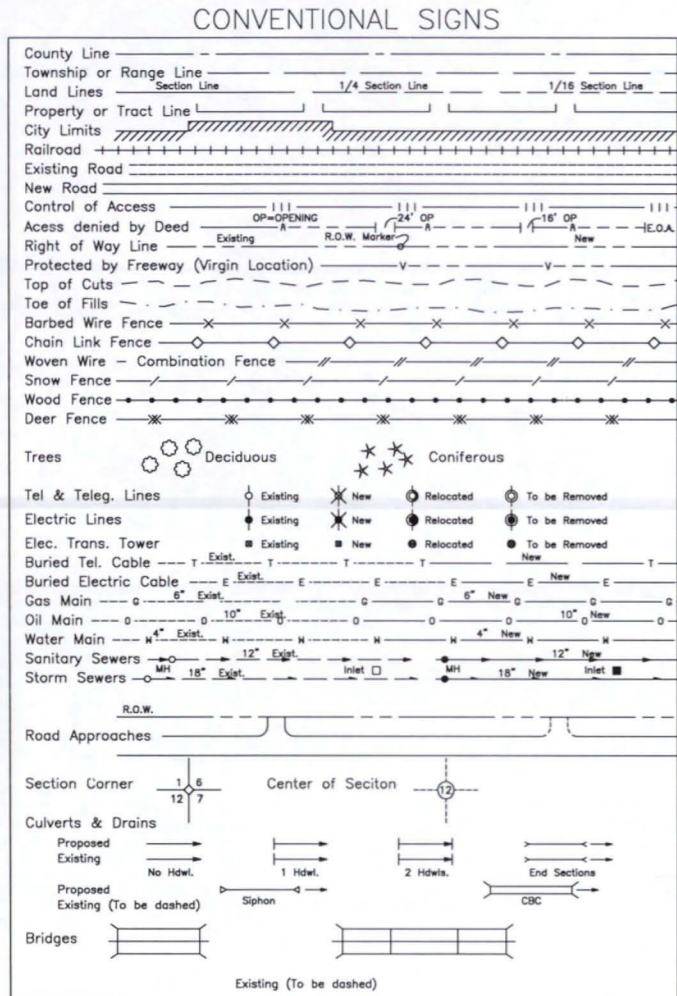 CONVENTIONAL SIGNS
County Line
Township or Range Line
Land Lines Section Line 1/4 Section Line 1/16 Section Line
Property or Tract Line
City Limits
Railroad
Existing Road
New Road
Control of Access
OP=OPENING 24' OP 16' OP
Acess denied by Deed A A A E.O.A.
Right of Way Line Existing R.O.W. Marker New
Protected by Freeway (Virgin Location) V V
Top of Cuts
Toe of Fills
Barbed Wire Fence
Chain Link Fence
Woven Wire – Combination Fence
Snow Fence
Wood Fence
Deer Fence
Trees Deciduous Coniferous
Tel & Teleg. Lines Existing New Relocated To be Removed
Electric Lines Existing New Relocated To be Removed
Elec. Trans. Tower Existing New Relocated To be Removed
Buried Tel. Cable T Exist. T T T New T
Buried Electric Cable E Exist. E E E E New E
Gas Main G 6" Exist. G G 6" New G G G
Oil Main O O 10" Exist. O O O O 10" New O O
Water Main W 4" Exist. W W W W W 4" New W W
Sanitary Sewers 12" Exist. 12" New
Storm Sewers MH 18" Exist. Inlet MH 18" New Inlet
R.O.W.
Road Approaches
Section Corner 1 6 12 7 Center of Seciton 12
Culverts & Drains
Proposed
Existing
No Hdwl. 1 Hdwl. 2 Hdwls. End Sections
Proposed
Existing (To be dashed) Siphon CBC
Bridges
Existing (To be dashed)